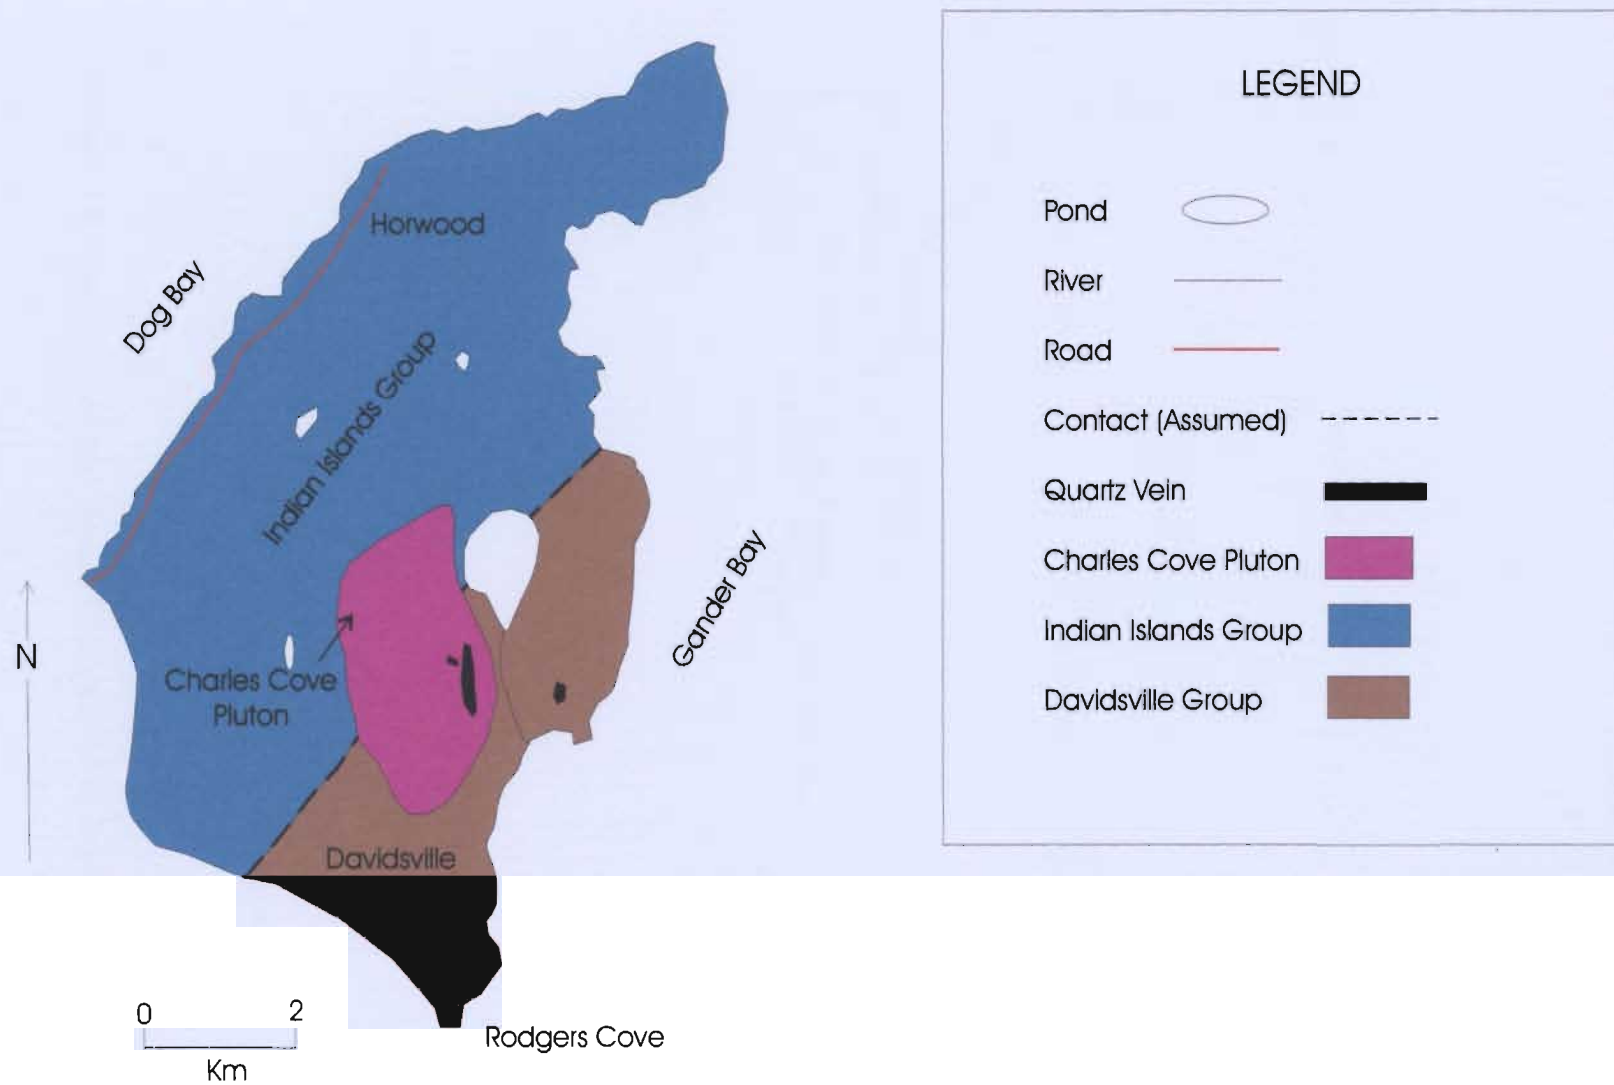 LEGEND
Pond
River
Road
Contact (Assumed)
Quartz Vein
Charles Cove Pluton
Indian Islands Group
Davidsville Group
Horwood
Dog Bay
Indian Islands Group
Gander Bay
N
Charles Cove
Pluton
Davidsville
Rodgers Cove
0 2
Km